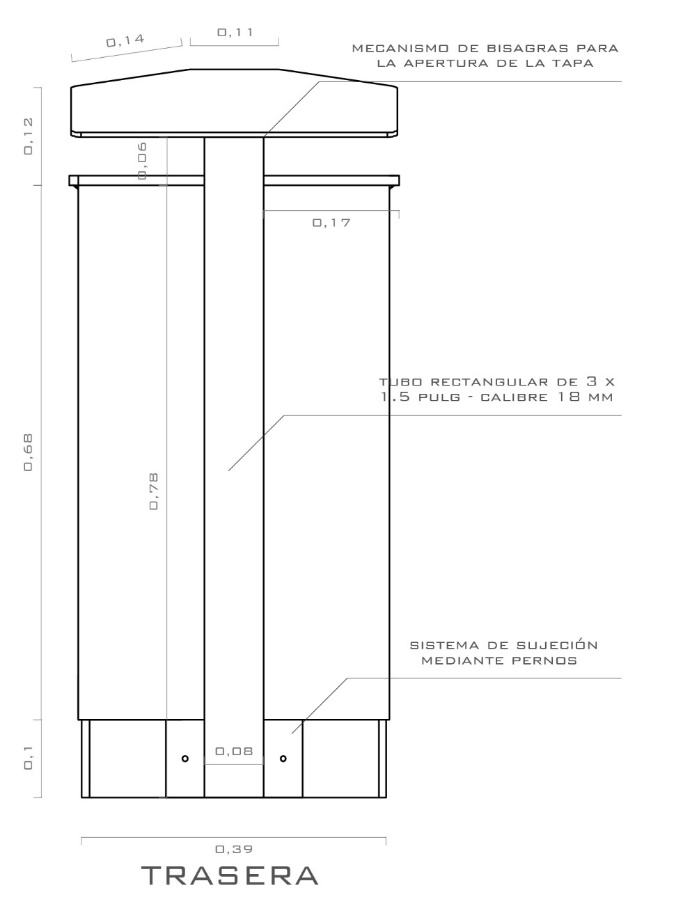 0,14
0,11
MECANISMO DE BISAGRAS PARA
LA APERTURA DE LA TAPA
0,12
0,06
0,17
TUBO RECTANGULAR DE 3 X
1.5 PULG - CALIBRE 18 MM
0,68
0,78
SISTEMA DE SUJECIÓN
MEDIANTE PERNOS
0,1
0,08
0,39
TRASERA